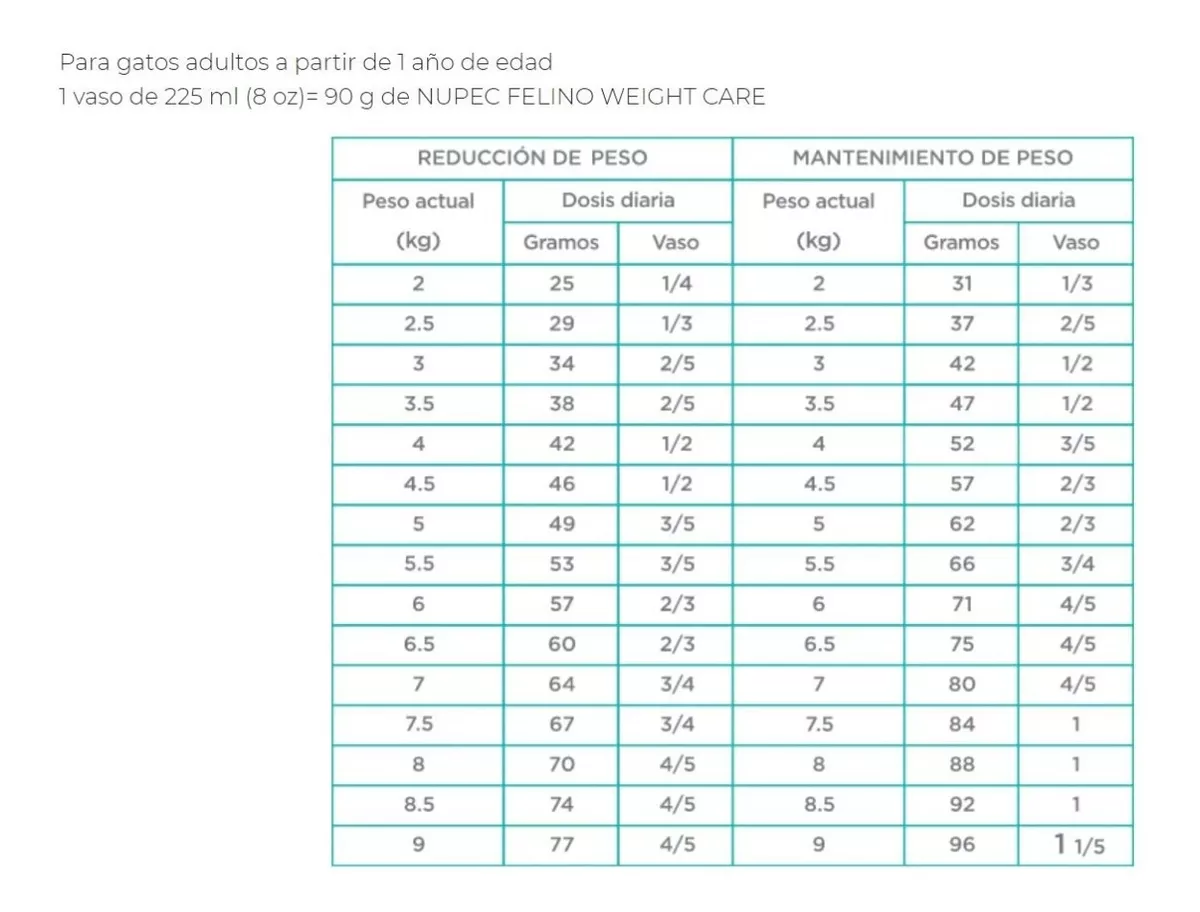 Para gatos adultos a partir de 1 año de edad
1 vaso de 225 ml (8 oz)= 90 g de NUPEC FELINO WEIGHT CARE
REDUCCIÓN DE PESO MANTENIMIENTO DE PESO
Peso actual Dosis diaria Peso actual Dosis diaria
(kg) Gramos Vaso (kg) Gramos Vaso
2 25 1/4 2 31 1/3
2.5 29 1/3 2.5 37 2/5
3 34 2/5 3 42 1/2
3.5 38 2/5 3.5 47 1/2
4 42 1/2 4 52 3/5
4.5 46 1/2 4.5 57 2/3
5 49 3/5 5 62 2/3
5.5 53 3/5 5.5 66 3/4
6 57 2/3 6 71 4/5
6.5 60 2/3 6.5 75 4/5
7 64 3/4 7 80 4/5
7.5 67 3/4 7.5 84 1
8 70 4/5 8 88 1
8.5 74 4/5 8.5 92 1
9 77 4/5 9 96 1 1/5